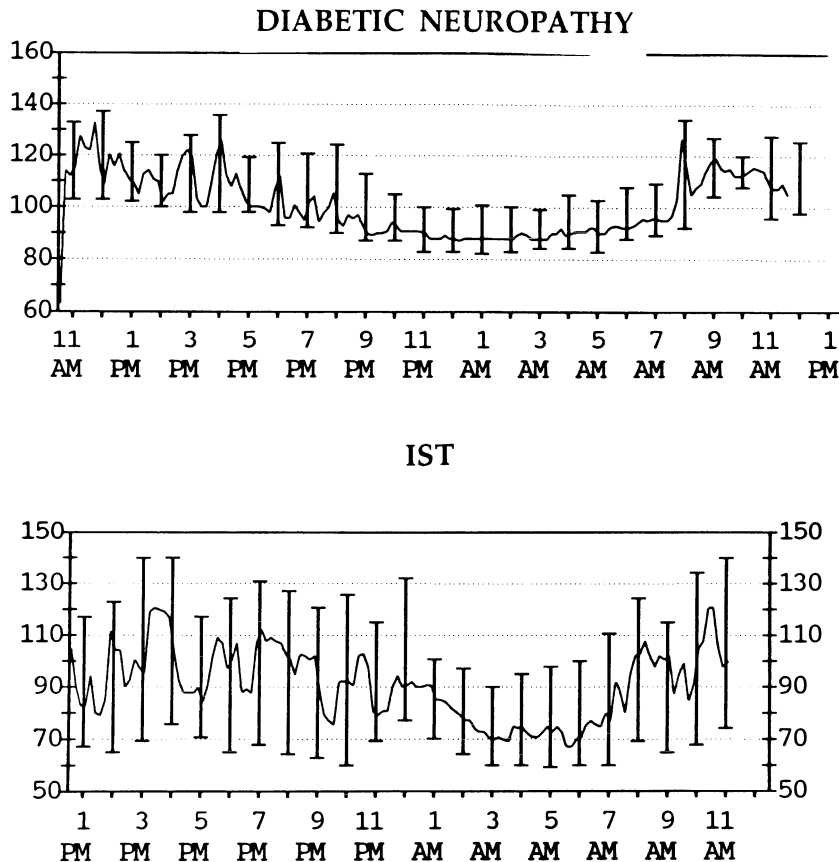 DIABETIC NEUROPATHY
160
140
120
100
80
60
11 1 3 5 7 9 11 1 3 5 7 9 11 1
AM PM PM PM PM PM PM AM AM AM AM AM AM PM
IST
150 150
130 130
110 110
90 90
70 70
50 50
1 3 5 7 9 11 1 3 5 7 9 11
PM PM PM PM PM PM AM AM AM AM AM AM